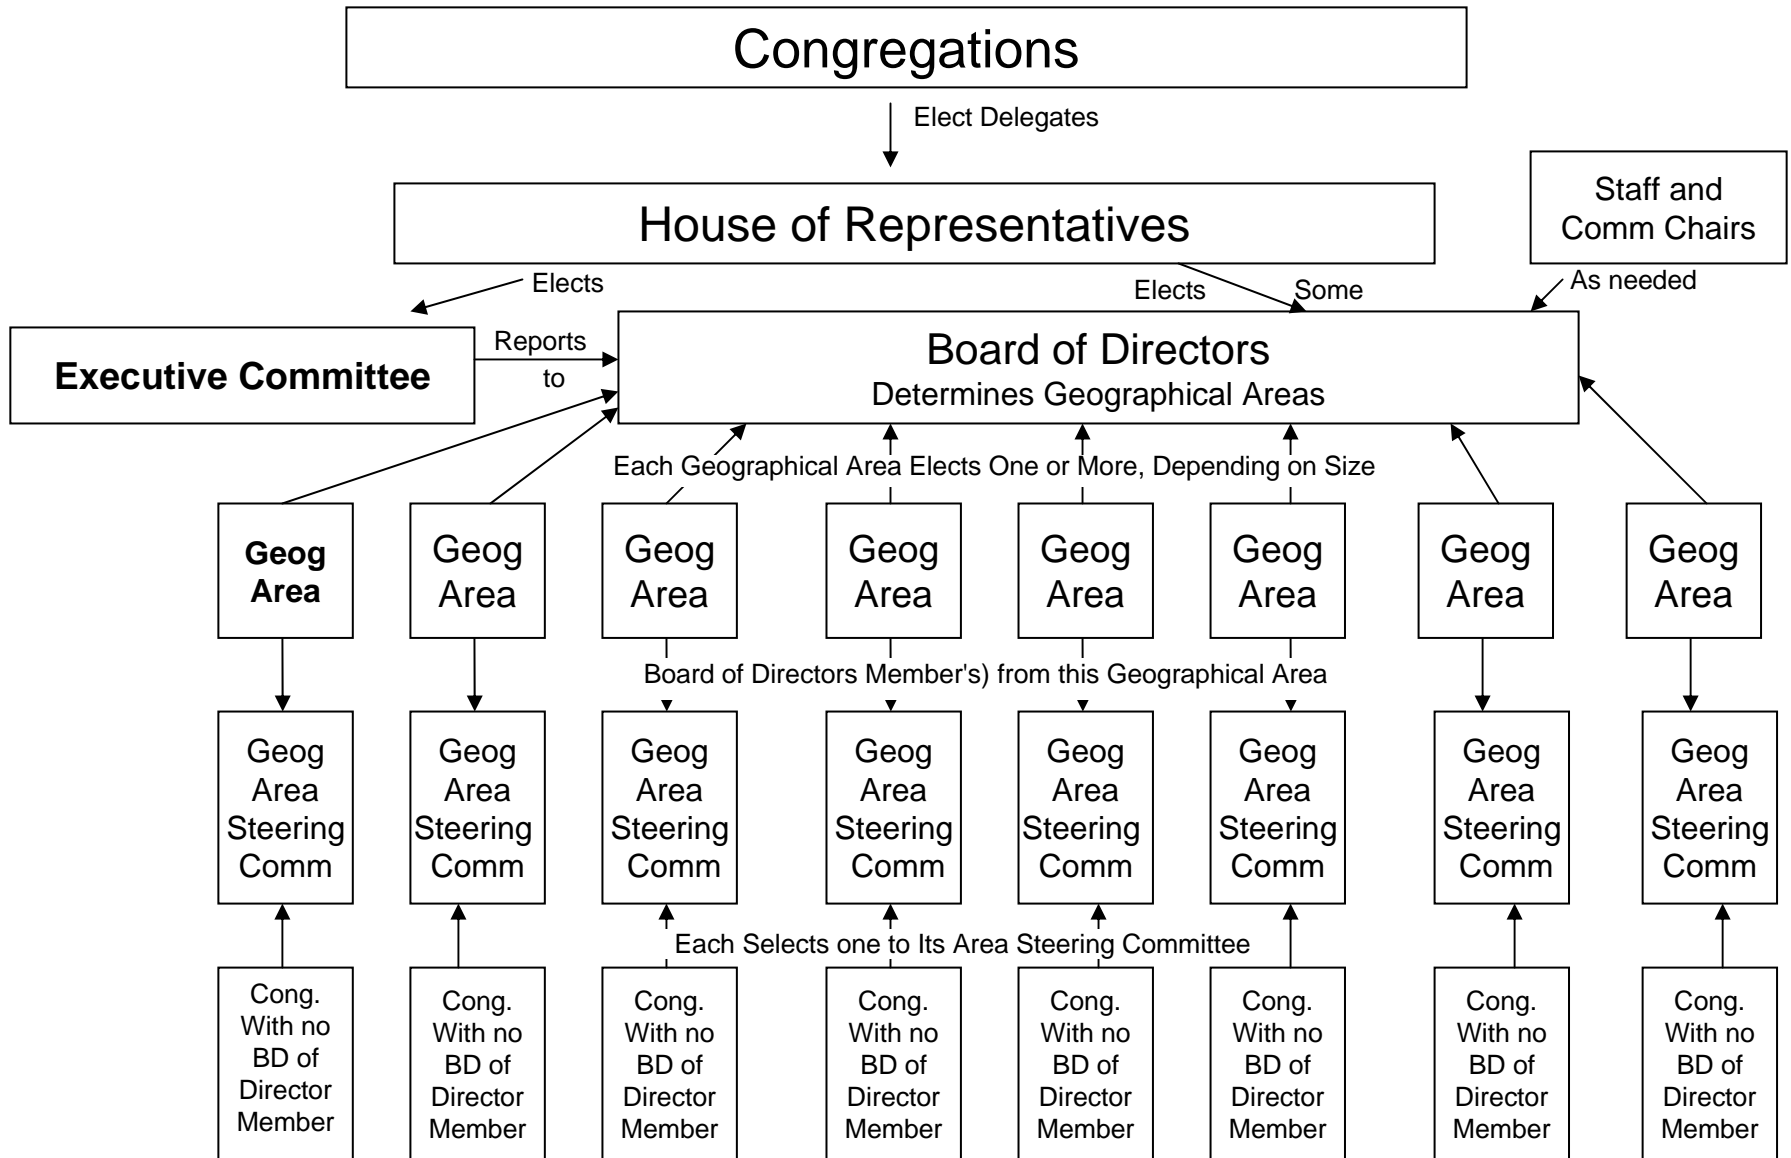 Congregations
Elect Delegates
Staff and
Comm Chairs
House of Representatives
Elects
Elects Some
As needed
Executive Committee
Reports
to
Board of Directors
Determines Geographical Areas
Each Geographical Area Elects One or More, Depending on Size
Geog
Area
Geog
Area
Geog
Area
Geog
Area
Geog
Area
Geog
Area
Geog
Area
Geog
Area
Board of Directors Member's) from this Geographical Area
Geog
Area
Steering
Comm
Geog
Area
Steering
Comm
Geog
Area
Steering
Comm
Geog
Area
Steering
Comm
Geog
Area
Steering
Comm
Geog
Area
Steering
Comm
Geog
Area
Steering
Comm
Geog
Area
Steering
Comm
Each Selects one to Its Area Steering Committee
Cong.
With no
BD of
Director
Member
Cong.
With no
BD of
Director
Member
Cong.
With no
BD of
Director
Member
Cong.
With no
BD of
Director
Member
Cong.
With no
BD of
Director
Member
Cong.
With no
BD of
Director
Member
Cong.
With no
BD of
Director
Member
Cong.
With no
BD of
Director
Member